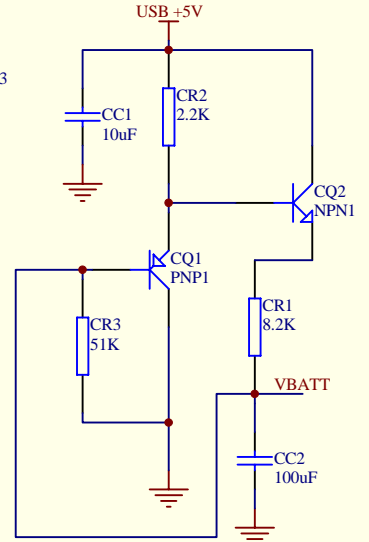 USB +5V
3
CR2
2.2K
CC1
10uF
CQ2
NPN1
CQ1
PNP1
CR1
8.2K
CR3
51K
VBATT
CC2
100uF